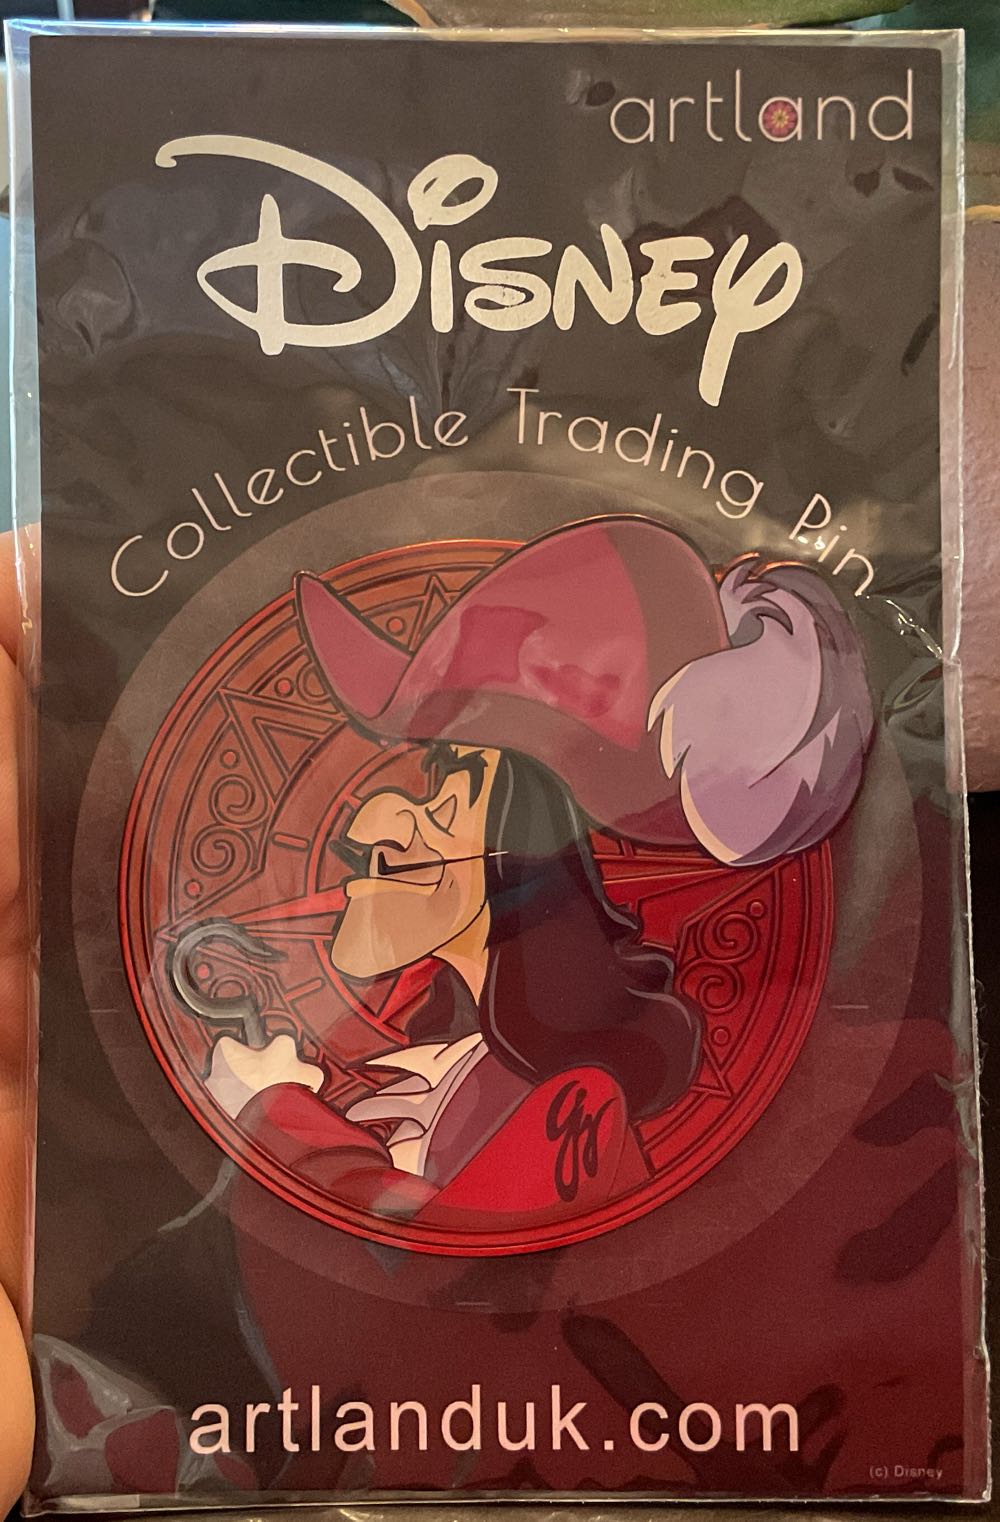 artland
Disney
Collectible Trading Pin
artlanduk.com
(c) Disney